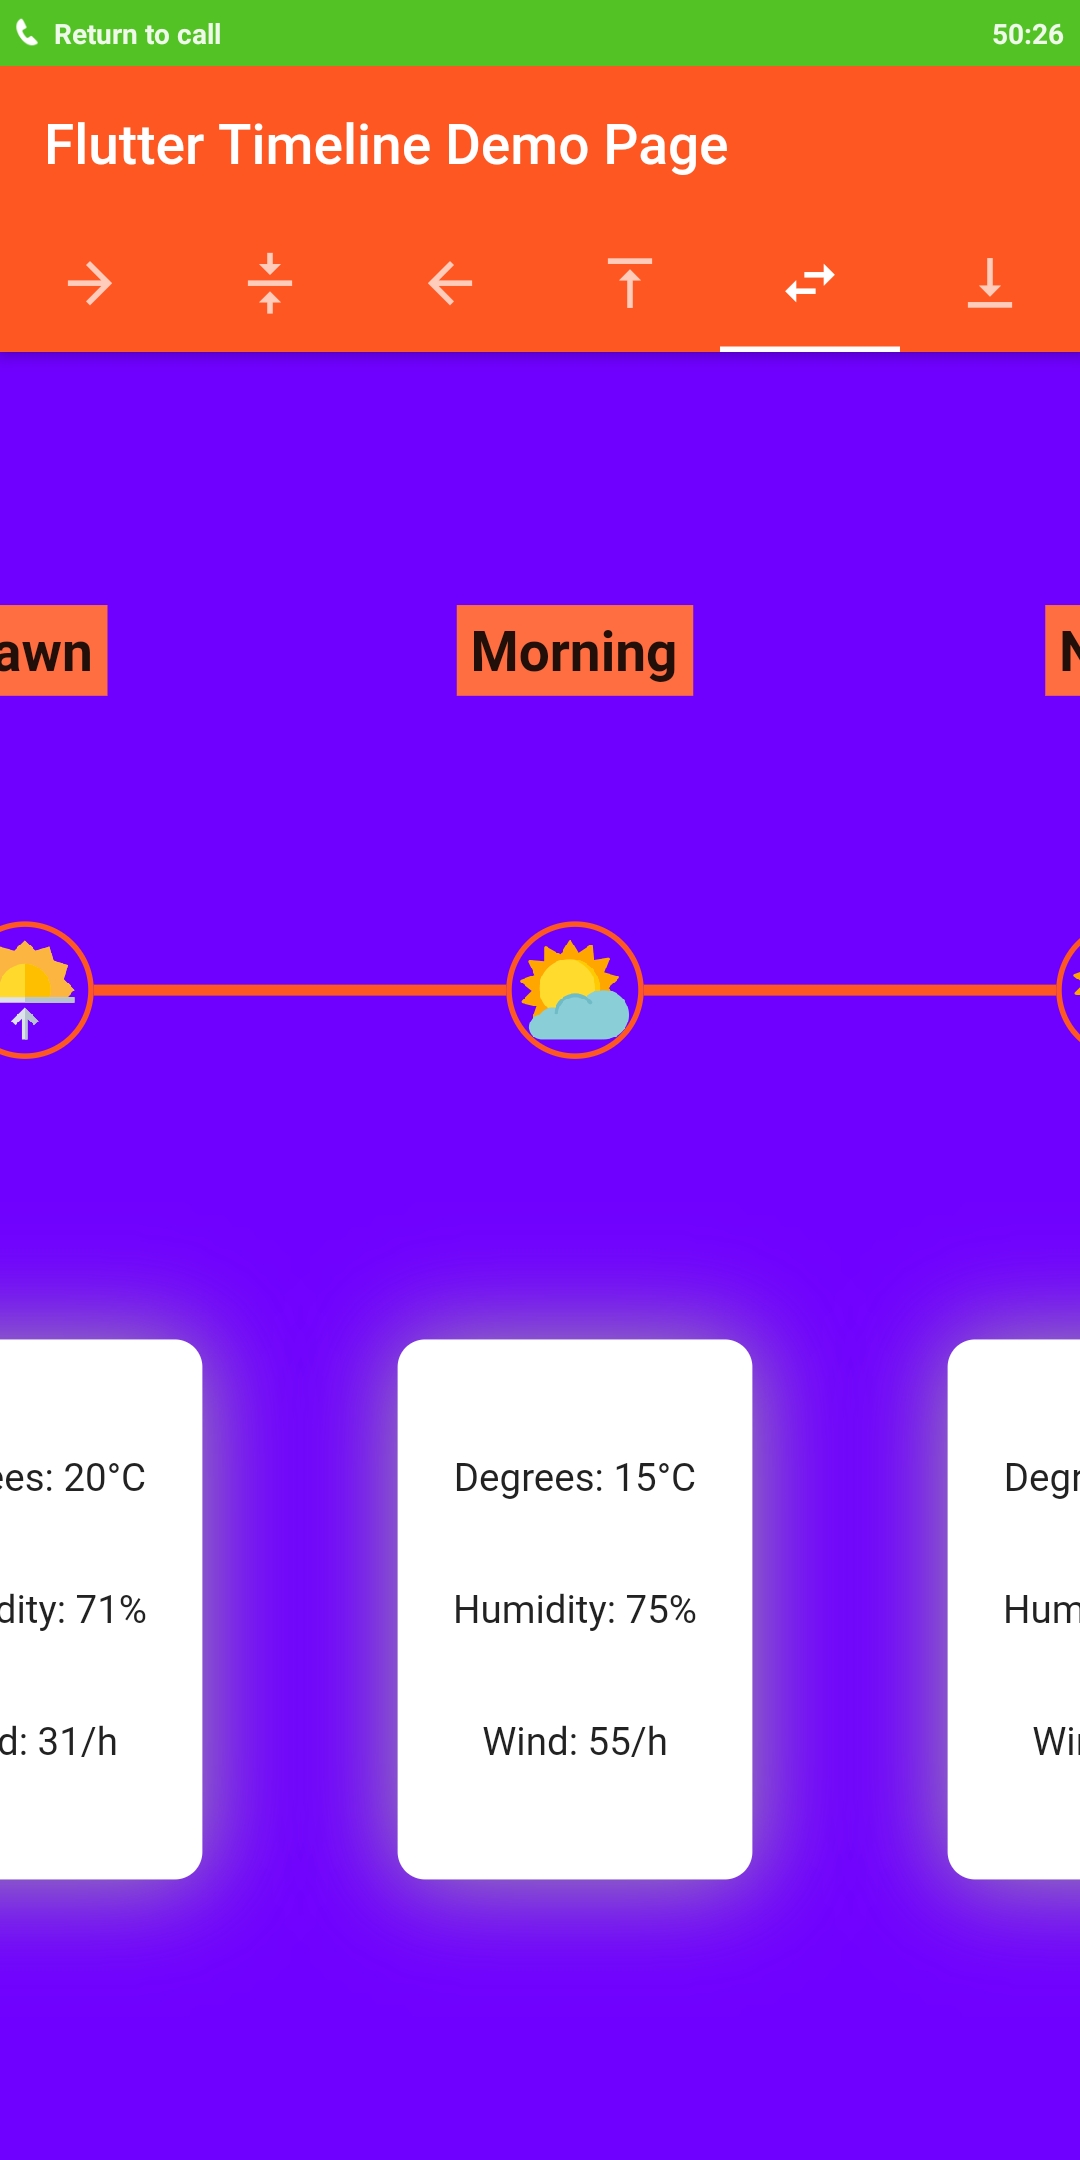 Return to call 50:26
Flutter Timeline Demo Page
awn Morning N
ees: 20°C Degrees: 15°C Degr
dity: 71% Humidity: 75% Hum
d: 31/h Wind: 55/h Win